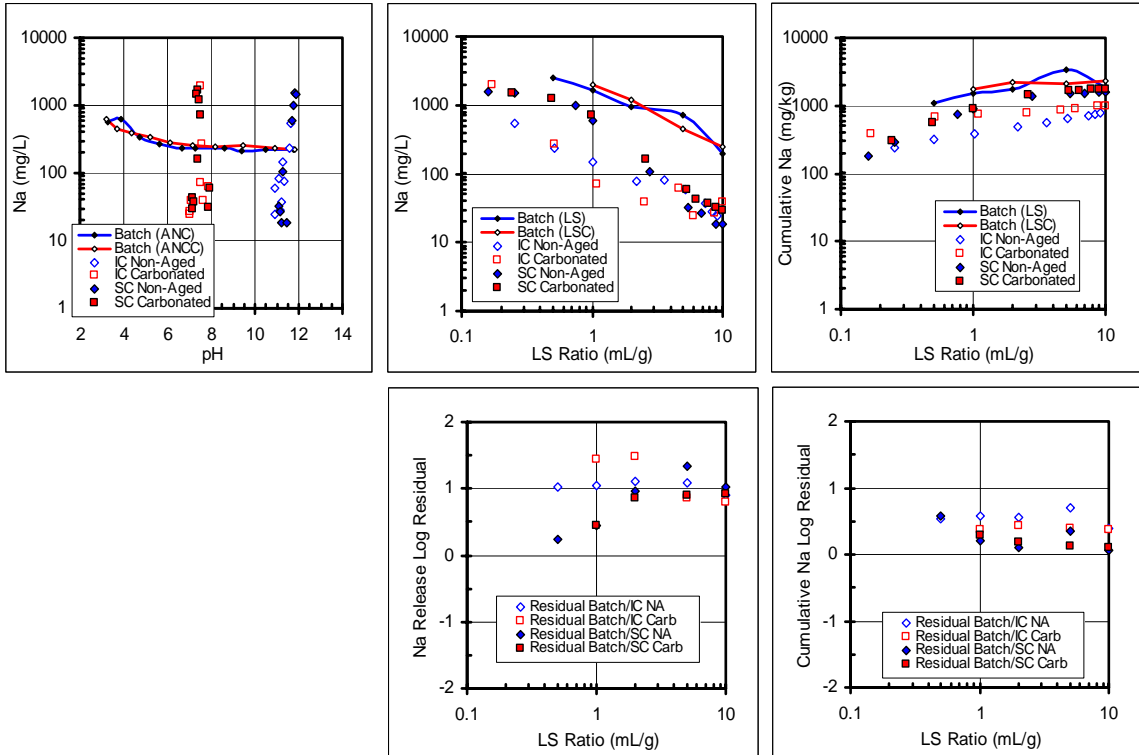 10000
1000
100
10
1
Na (mg/L)
Batch (ANC)
Batch (ANCC)
IC Non-Aged
IC Carbonated
SC Non-Aged
SC Carbonated
2 4 6 8 10 12 14
pH
10000
1000
100
10
1
Na (mg/L)
Batch (LS)
Batch (LSC)
IC Non-Aged
IC Carbonated
SC Non-Aged
SC Carbonated
0.1 1 10
LS Ratio (mL/g)
10000
1000
100
10
1
Cumulative Na (mg/kg)
Batch (LS)
Batch (LSC)
IC Non-Aged
IC Carbonated
SC Non-Aged
SC Carbonated
0.1 1 10
LS Ratio (mL/g)
2
1
0
-1
-2
Na Release Log Residual
Residual Batch/IC NA
Residual Batch/IC Carb
Residual Batch/SC NA
Residual Batch/SC Carb
0.1 1 10
LS Ratio (mL/g)
2
1
0
-1
-2
Cumulative Na Log Residual
Residual Batch/IC NA
Residual Batch/IC Carb
Residual Batch/SC NA
Residual Batch/SC Carb
0.1 1 10
LS Ratio (mL/g)